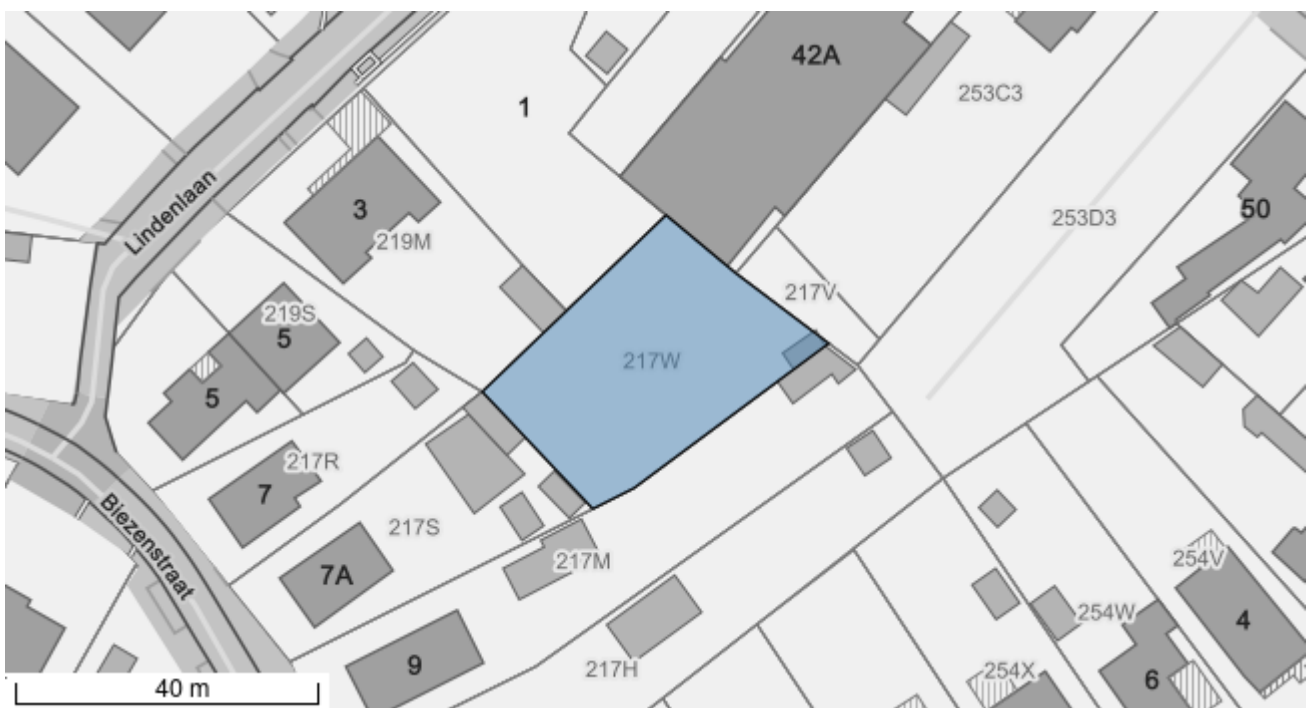 42A
1
253C3
Lindenlaan
3
219M
253D3
50
217V
219S
5
217W
5
217R
7
Biezenstraat
217S
7A
217M
254V
254W
4
9
217H
254X
6
40 m